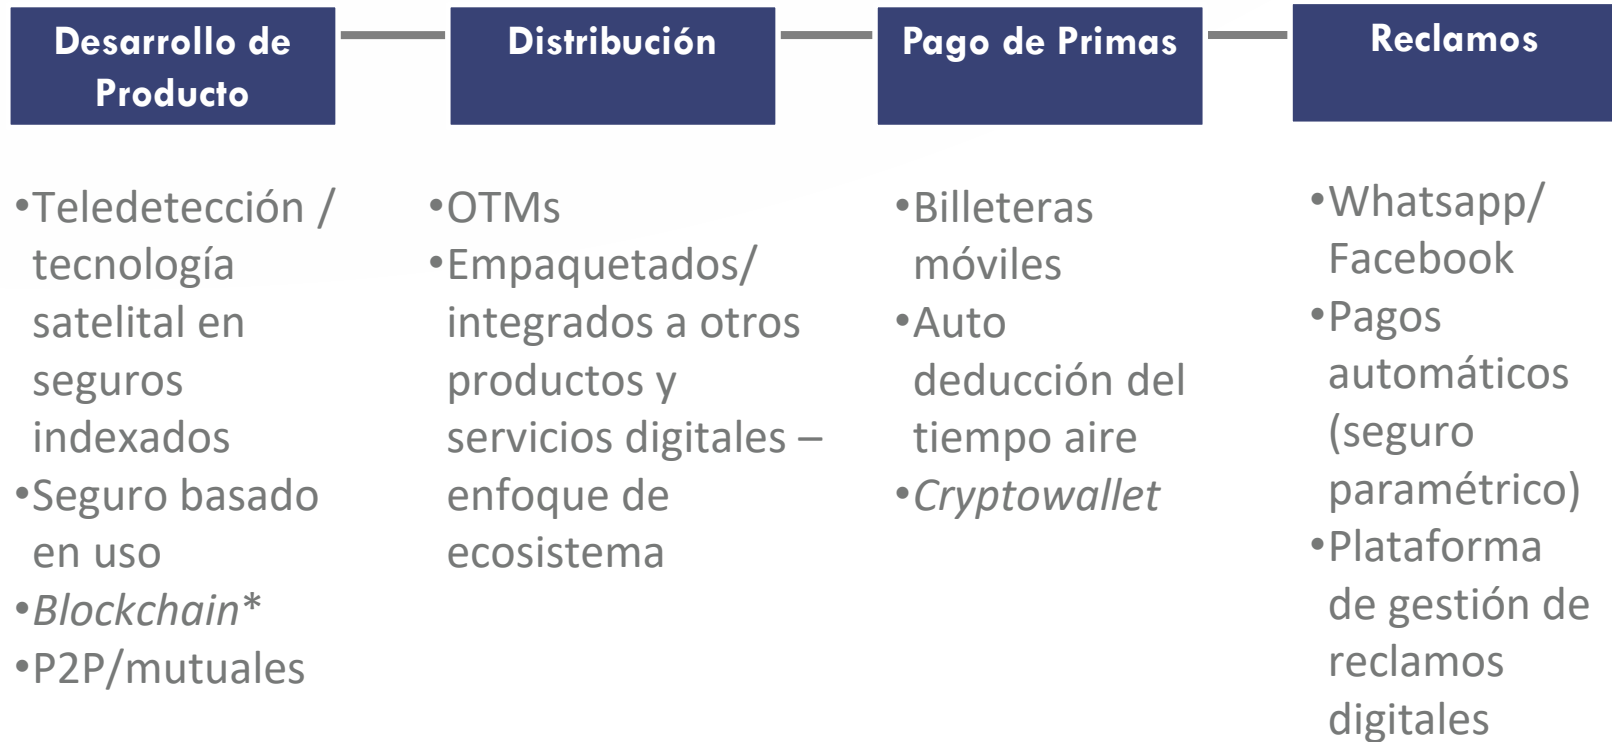 Desarrollo de
Producto
Distribución
Pago de Primas
Reclamos
•Teledetección /
tecnología
satelital en
seguros
indexados
•Seguro basado
en uso
•Blockchain*
•P2P/mutuales
•OTMs
•Empaquetados/
integrados a otros
productos y
servicios digitales –
enfoque de
ecosistema
•Billeteras
móviles
•Auto
deducción del
tiempo aire
•Cryptowallet
•Whatsapp/
Facebook
•Pagos
automáticos
(seguro
paramétrico)
•Plataforma
de gestión de
reclamos
digitales